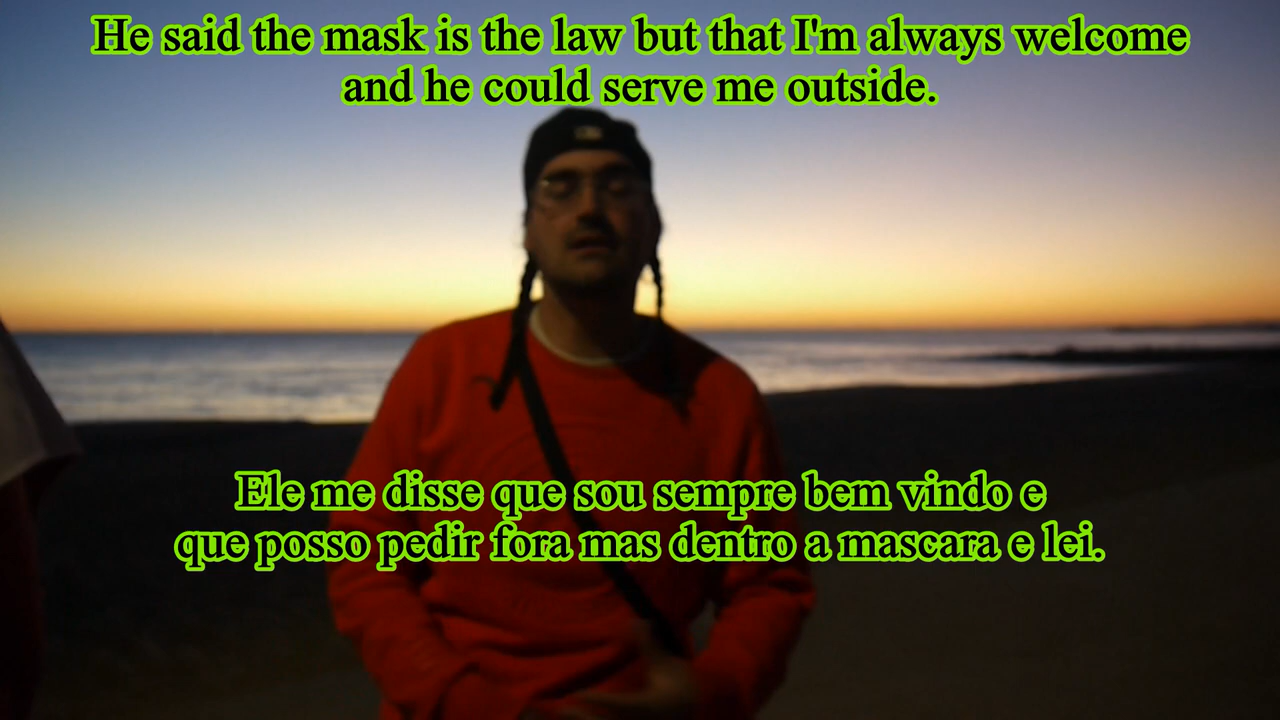 He said the mask is the law but that I'm always welcome
and he could serve me outside.
Ele me disse que sou sempre bem vindo e
que posso pedir fora mas dentro a mascara e lei.